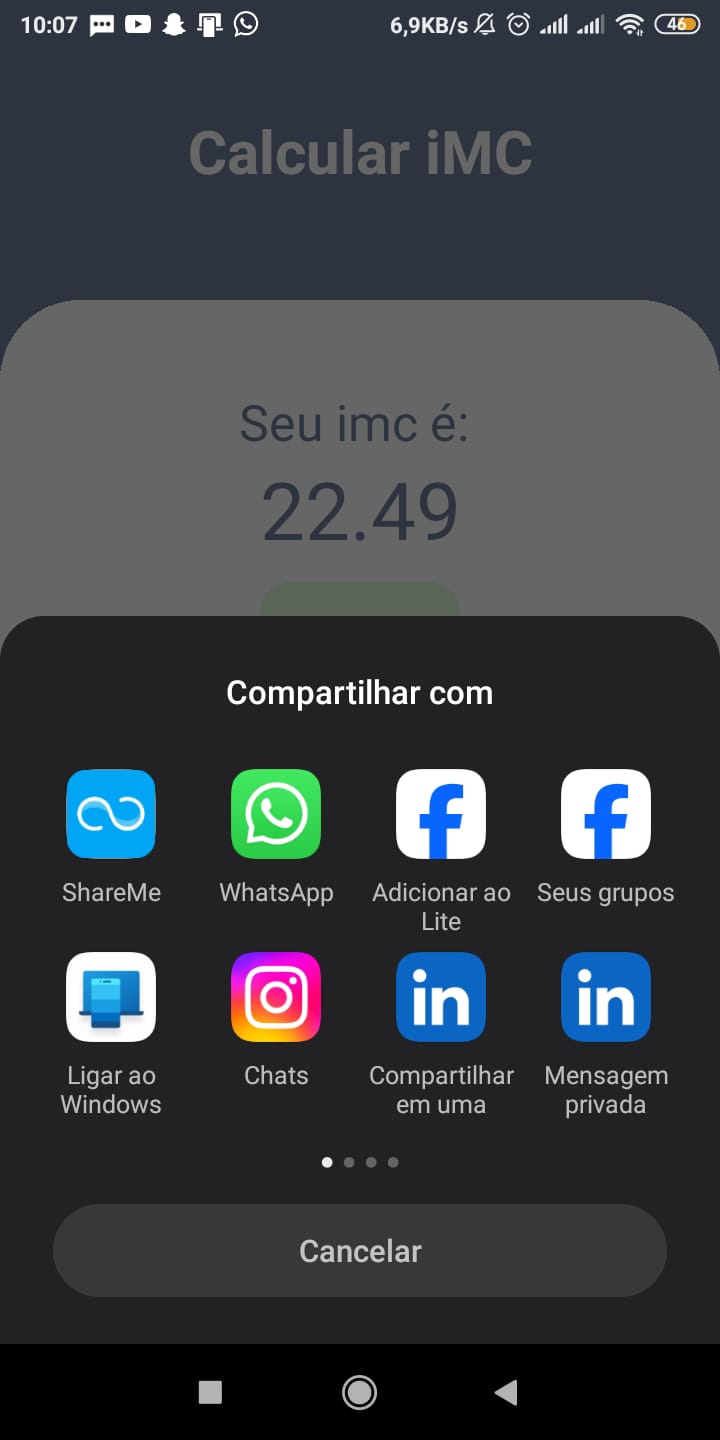 10:07 6,9KB/s 46
Calcular iMC
Seu imc é:
22.49
Compartilhar com
ShareMe WhatsApp Adicionar ao Lite Seus grupos
Ligar ao Windows Chats Compartilhar em uma Mensagem privada
Cancelar